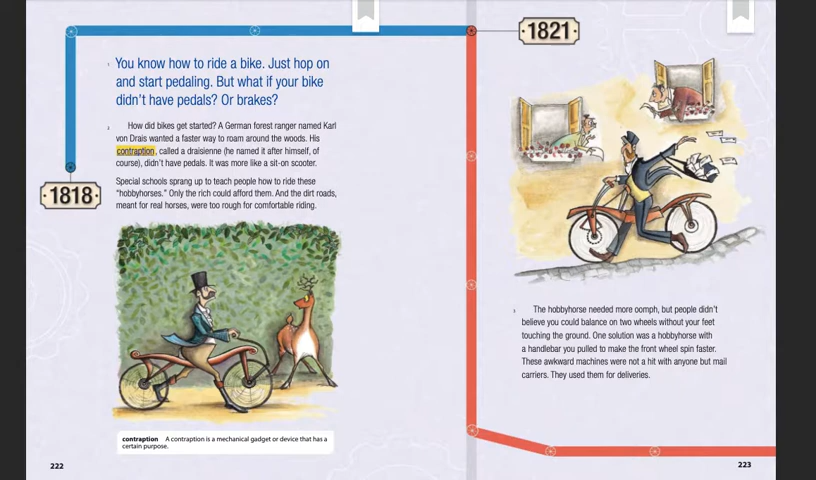 1818
1 You know how to ride a bike. Just hop on
and start pedaling. But what if your bike
didn't have pedals? Or brakes?
2 How did bikes get started? A German forest ranger named Karl
von Drais wanted a faster way to roam around the woods. His
contraption, called a draisienne (he named it after himself, of
course), didn't have pedals. It was more like a sit-on scooter.
Special schools sprang up to teach people how to ride these
"hobbyhorses." Only the rich could afford them. And the dirt roads,
meant for real horses, were too rough for comfortable riding.
contraption A contraption is a mechanical gadget or device that has a
certain purpose.
222
1821
3 The hobbyhorse needed more oomph, but people didn't
believe you could balance on two wheels without your feet
touching the ground. One solution was a hobbyhorse with
a handlebar you pulled to make the front wheel spin faster.
These awkward machines were not a hit with anyone but mail
carriers. They used them for deliveries.
223